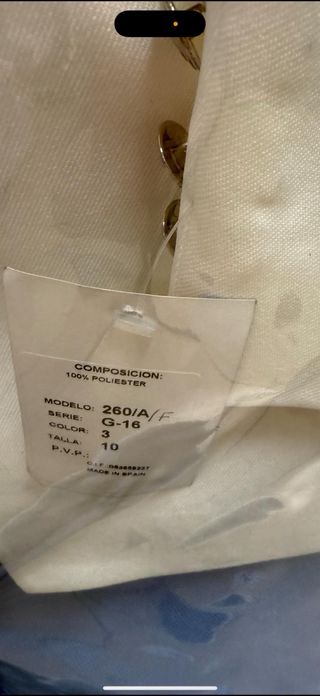 COMPOSICION:
100% POLIESTER
MODELO: 260/A/F
SERIE: G-16
COLOR: 3
TALLA: 10
P.V.P.:
MADE IN SPAIN